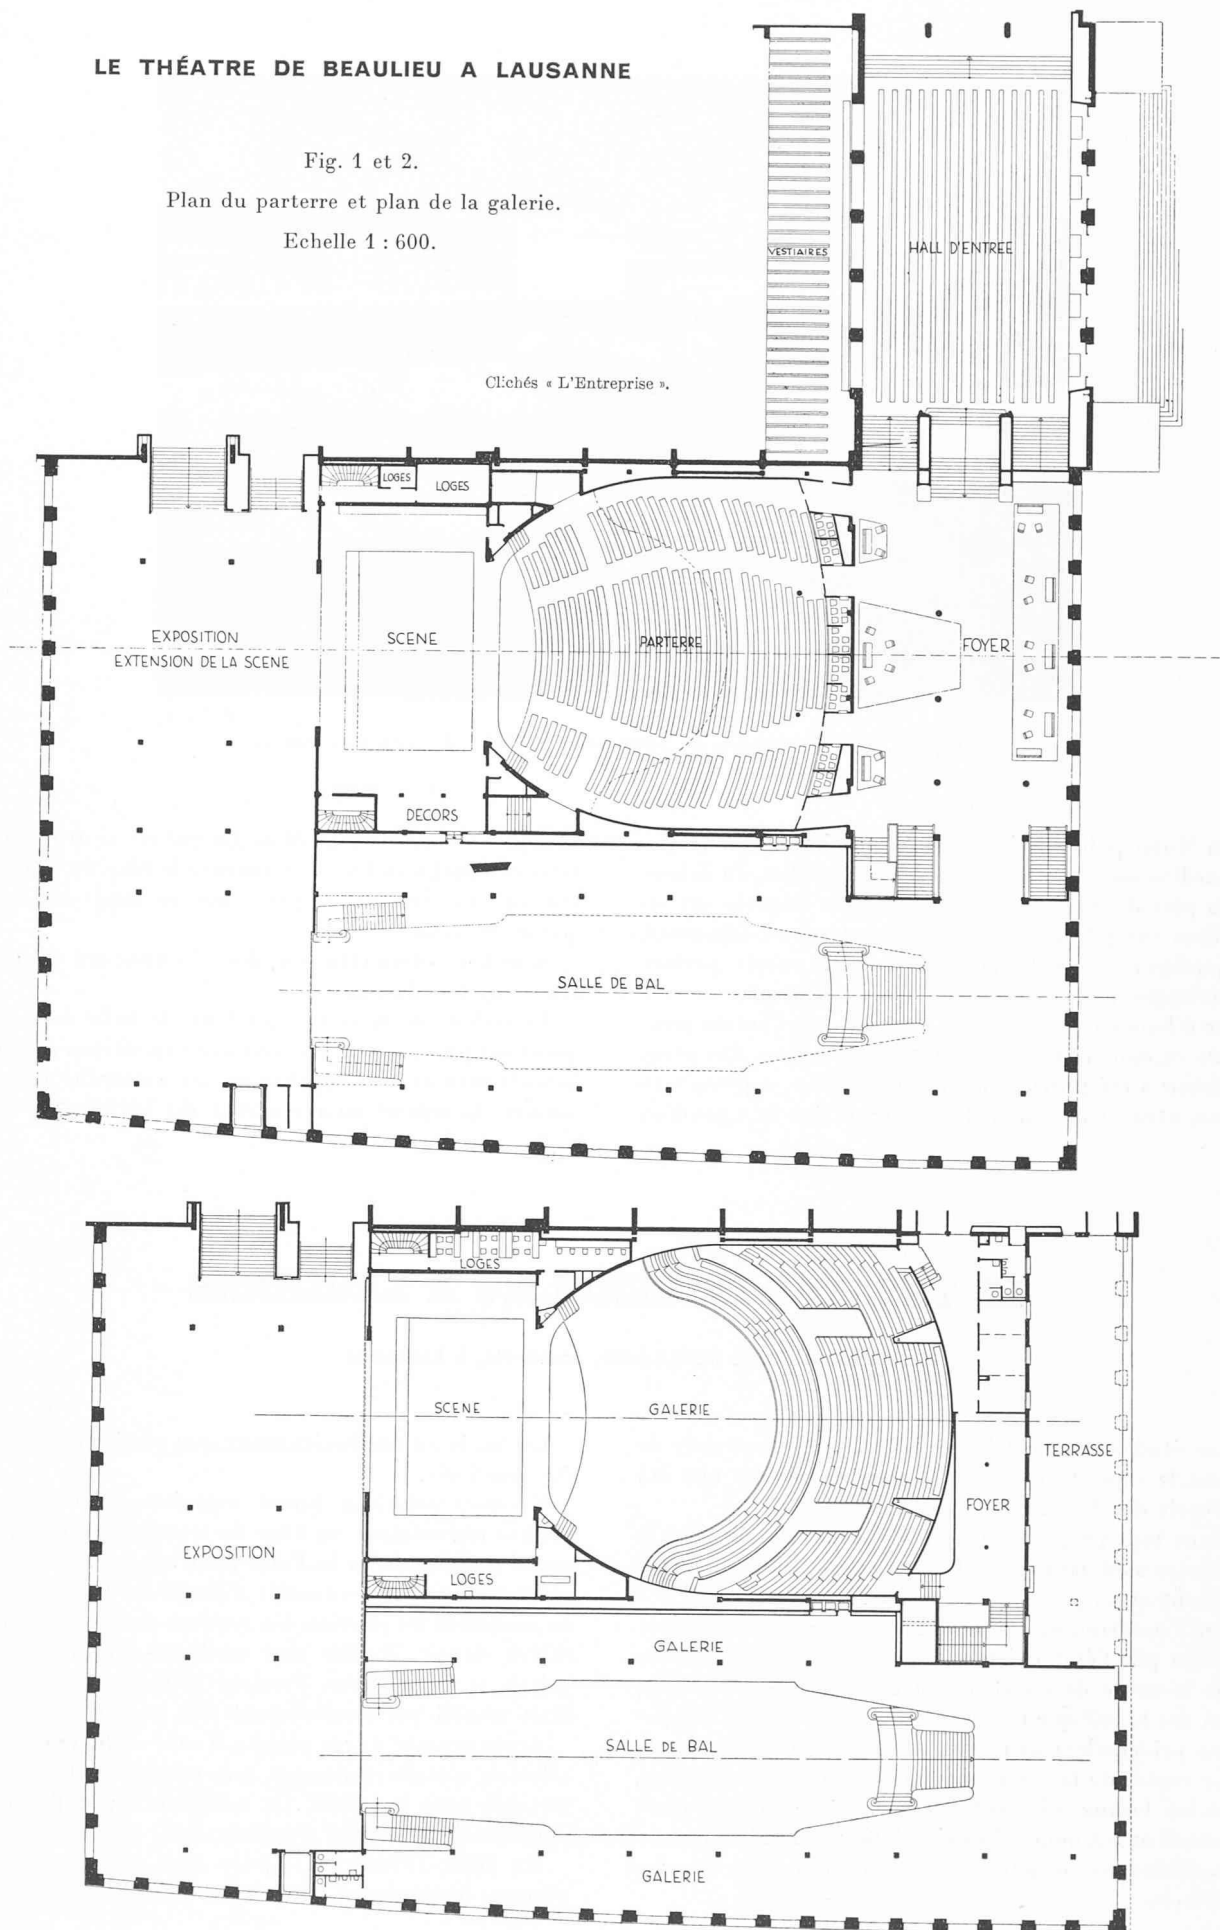 LE THÉATRE DE BEAULIEU A LAUSANNE
Fig. 1 et 2.
Plan du parterre et plan de la galerie.
Echelle 1 : 600.
Clichés « L'Entreprise ».
VESTIAIRES
HALL D'ENTREE
LOGES
LOGES
EXPOSITION
EXTENSION DE LA SCENE
SCENE
PARTERRE
FOYER
DECORS
SALLE DE BAL
LOGES
SCENE
GALERIE
TERRASSE
FOYER
EXPOSITION
LOGES
GALERIE
SALLE DE BAL
GALERIE